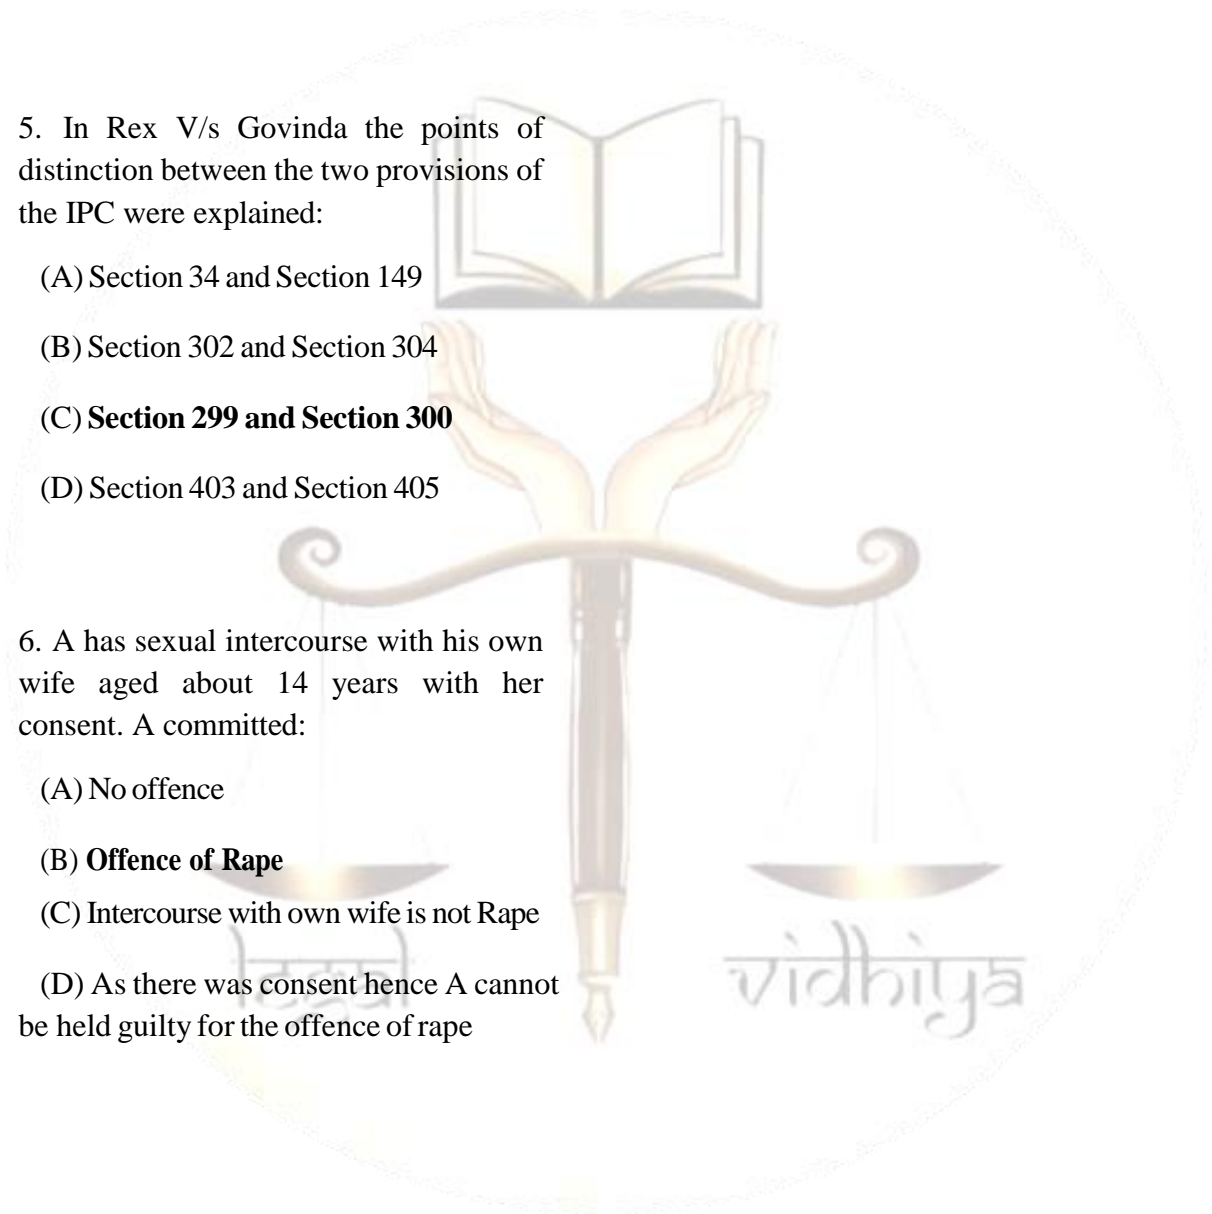 5. In Rex V/s Govinda the points of
distinction between the two provisions of
the IPC were explained:
(A) Section 34 and Section 149
(B) Section 302 and Section 304
(C) Section 299 and Section 300
(D) Section 403 and Section 405
6. A has sexual intercourse with his own
wife aged about 14 years with her
consent. A committed:
(A) No offence
(B) Offence of Rape
(C) Intercourse with own wife is not Rape
(D) As there was consent hence A cannot
be held guilty for the offence of rape
legal vidhiya